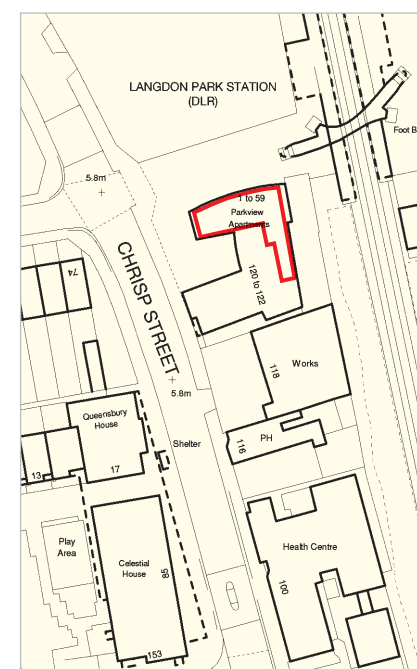 LANGDON PARK STATION
(DLR)
Foot B
5.8m
1 to 59
Parkview
Apartments
CHRISP STREET
120 to 122
74
Works
118
5.8m
Queensbury
House
Shelter
PH
116
13
17
Play
Area
Celestial
House
85
Health Centre
100
153